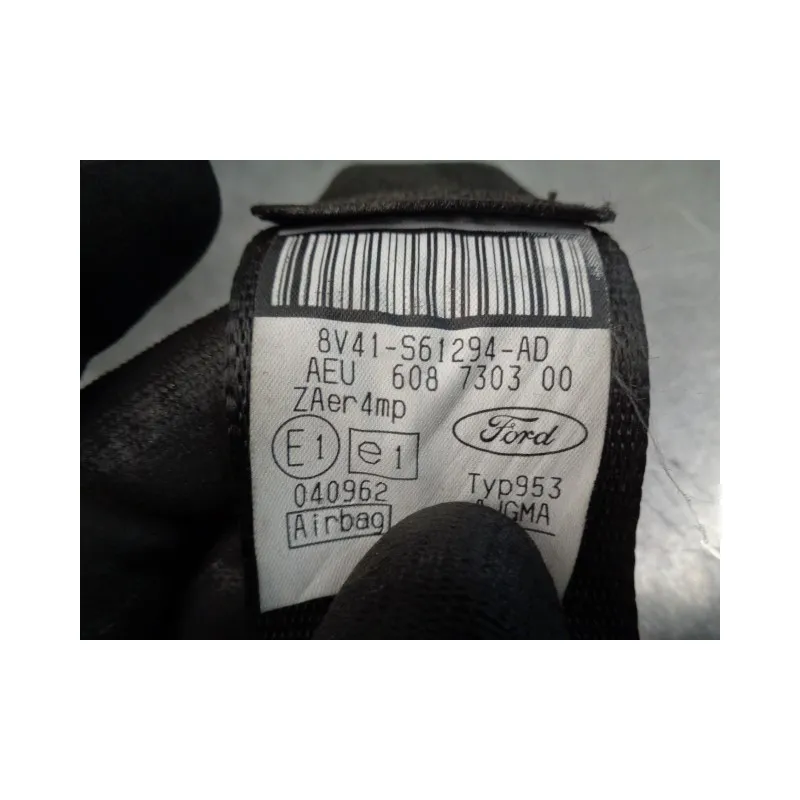 8V41-S61294-AD
AEU 608 7303 00
ZAer4mp
Ford
E1 e1
040962 Typ953
Airbag